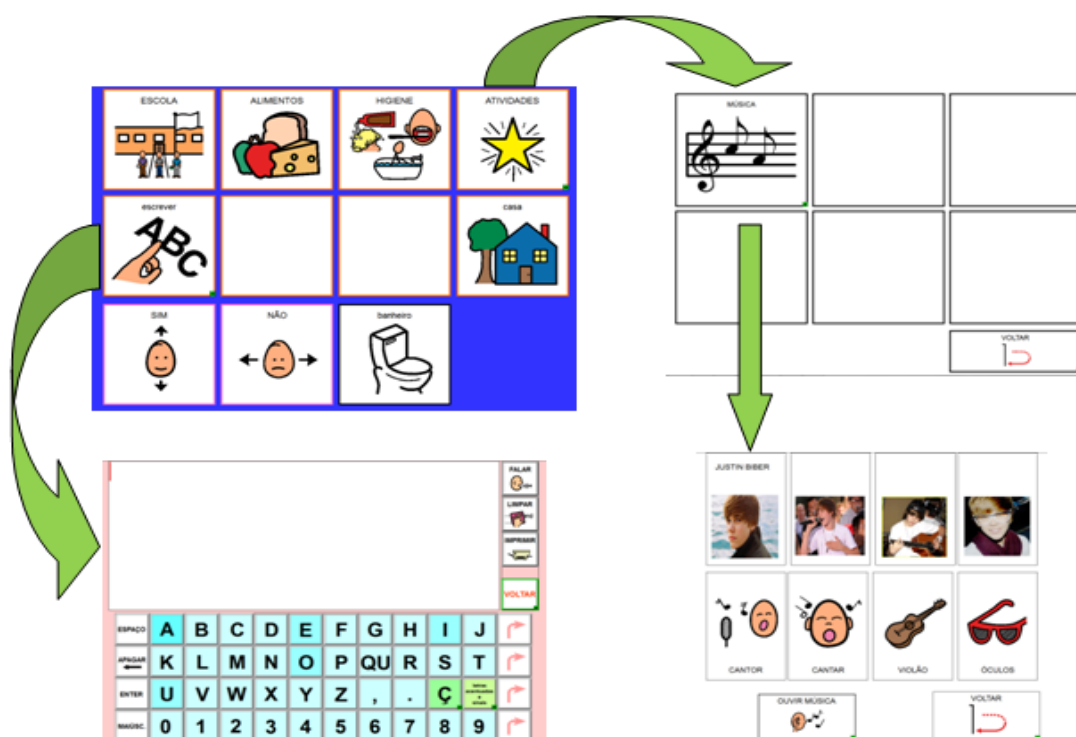 ESCOLA ALIMENTOS HIGIENE ATIVIDADES
escrever casa
ABC
SIM NÃO banheiro
MÚSICA
VOLTAR
FALAR
LIMPAR
IMPRIMIR
VOLTAR
ESPAÇO A B C D E F G H I J
APAGAR K L M N O P QU R S T
ENTER U V W X Y Z , . Ç
MAIÚSC. 0 1 2 3 4 5 6 7 8 9
JUSTIN BIBER
CANTOR CANTAR VIOLÃO ÓCULOS
OUVIR MÚSICA VOLTAR